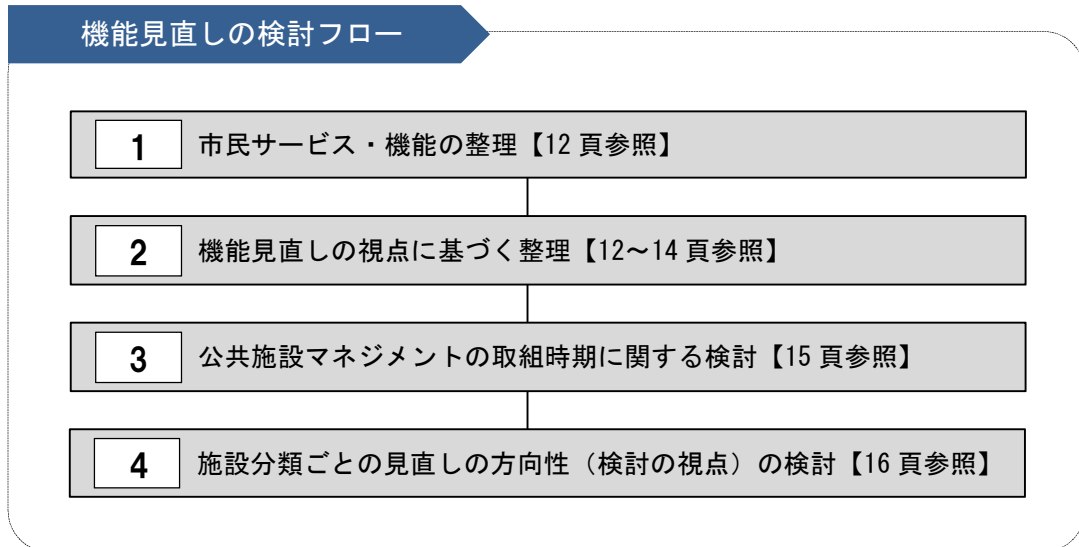 機能見直しの検討フロー
1 市民サービス・機能の整理【12 頁参照】
2 機能見直しの視点に基づく整理【12～14 頁参照】
3 公共施設マネジメントの取組時期に関する検討【15 頁参照】
4 施設分類ごとの見直しの方向性（検討の視点）の検討【16 頁参照】